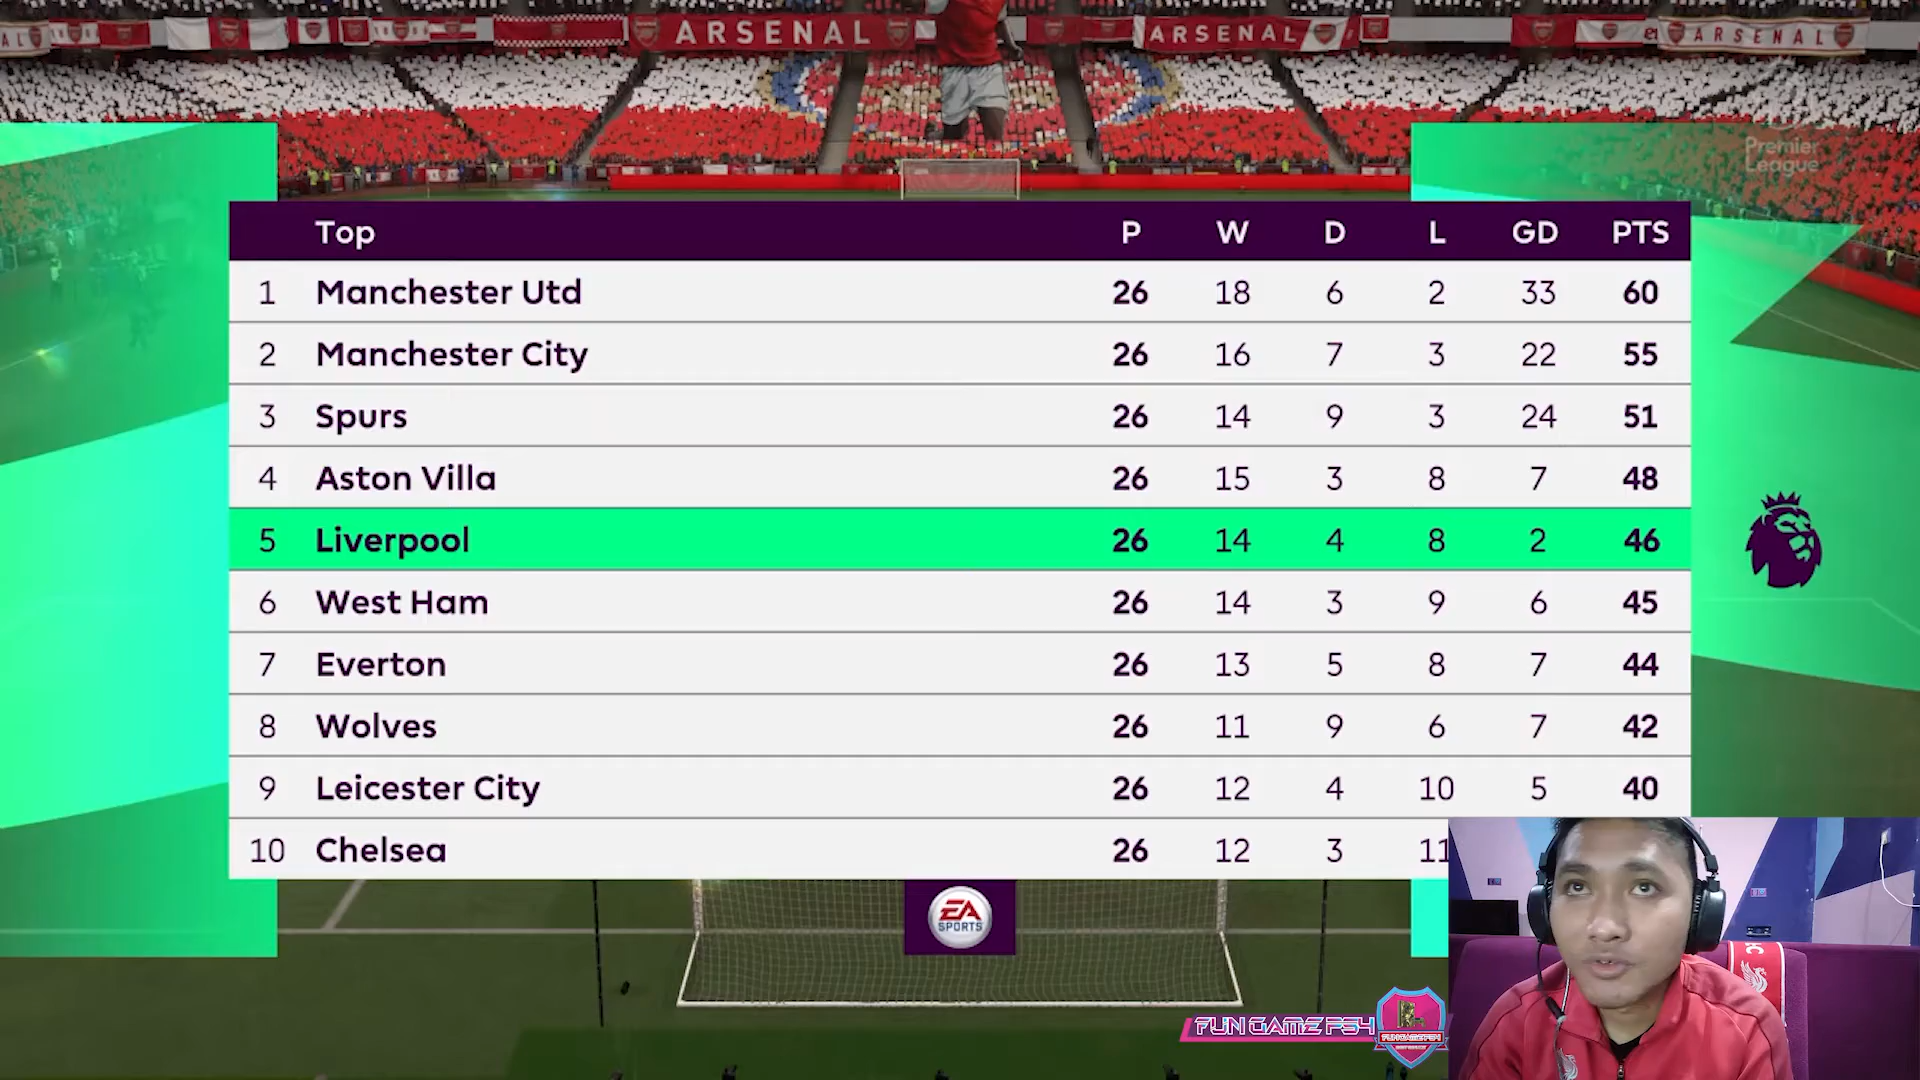 ARSENAL ARSENAL ARSENAL
Premier
League
Top P W D L GD PTS
1 Manchester Utd 26 18 6 2 33 60
2 Manchester City 26 16 7 3 22 55
3 Spurs 26 14 9 3 24 51
4 Aston Villa 26 15 3 8 7 48
5 Liverpool 26 14 4 8 2 46
6 West Ham 26 14 3 9 6 45
7 Everton 26 13 5 8 7 44
8 Wolves 26 11 9 6 7 42
9 Leicester City 26 12 4 10 5 40
10 Chelsea 26 12 3 11
EA
SPORTS
FUN GAME PS4